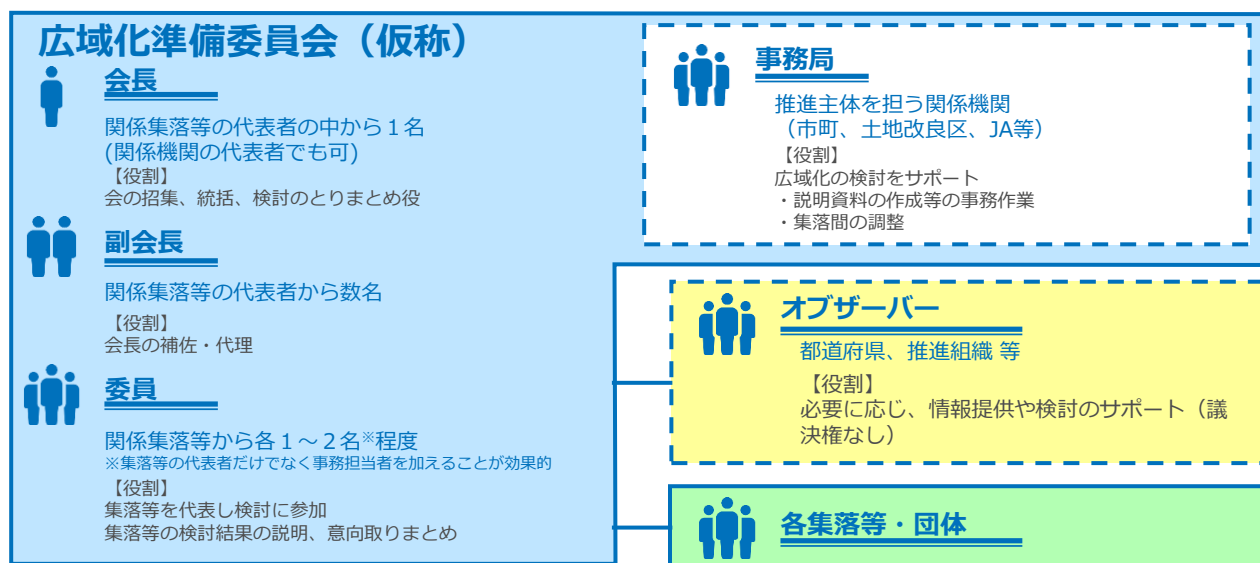 広域化準備委員会（仮称）
会長
関係集落等の代表者の中から１名
(関係機関の代表者でも可)
【役割】
会の招集、統括、検討のとりまとめ役
副会長
関係集落等の代表者から数名
【役割】
会長の補佐・代理
委員
関係集落等から各１～２名※程度
※集落等の代表者だけでなく事務担当者を加えることが効果的
【役割】
集落等を代表し検討に参加
集落等の検討結果の説明、意向取りまとめ
事務局
推進主体を担う関係機関
（市町、土地改良区、JA等）
【役割】
広域化の検討をサポート
・説明資料の作成等の事務作業
・集落間の調整
オブザーバー
都道府県、推進組織 等
【役割】
必要に応じ、情報提供や検討のサポート（議
決権なし）
各集落等・団体